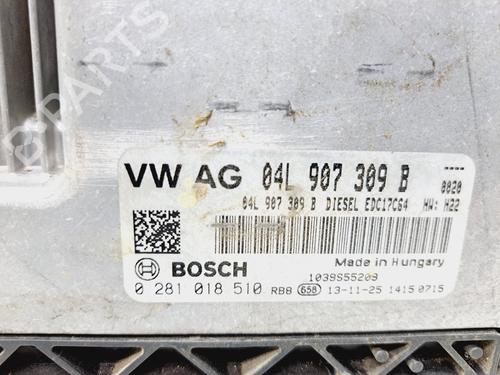 B-PARTS
VW AG 04L 907 309 B 0020
04L 907 309 B DIESEL EDC17C64 HW: H22
BOSCH
Made in Hungary
1039S55209
0 281 018 510 RB8 658 13-11-25 1415 0715